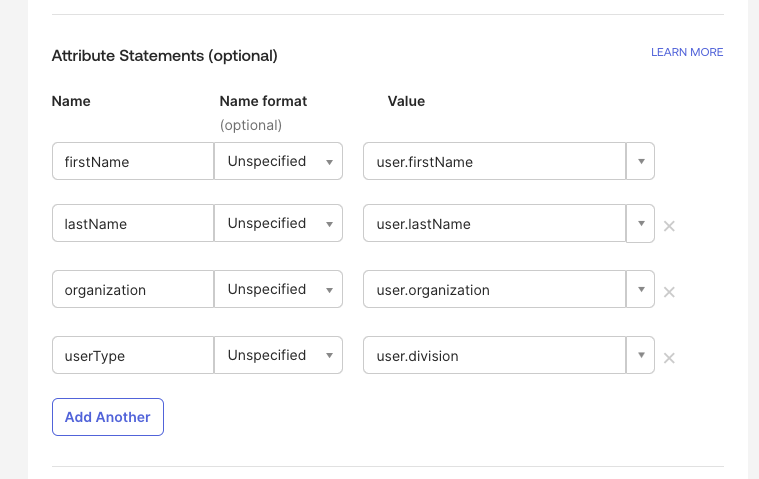 Attribute Statements (optional)
LEARN MORE
Name
Name format
(optional)
Value
firstName
Unspecified
user.firstName
lastName
Unspecified
user.lastName
organization
Unspecified
user.organization
userType
Unspecified
user.division
Add Another